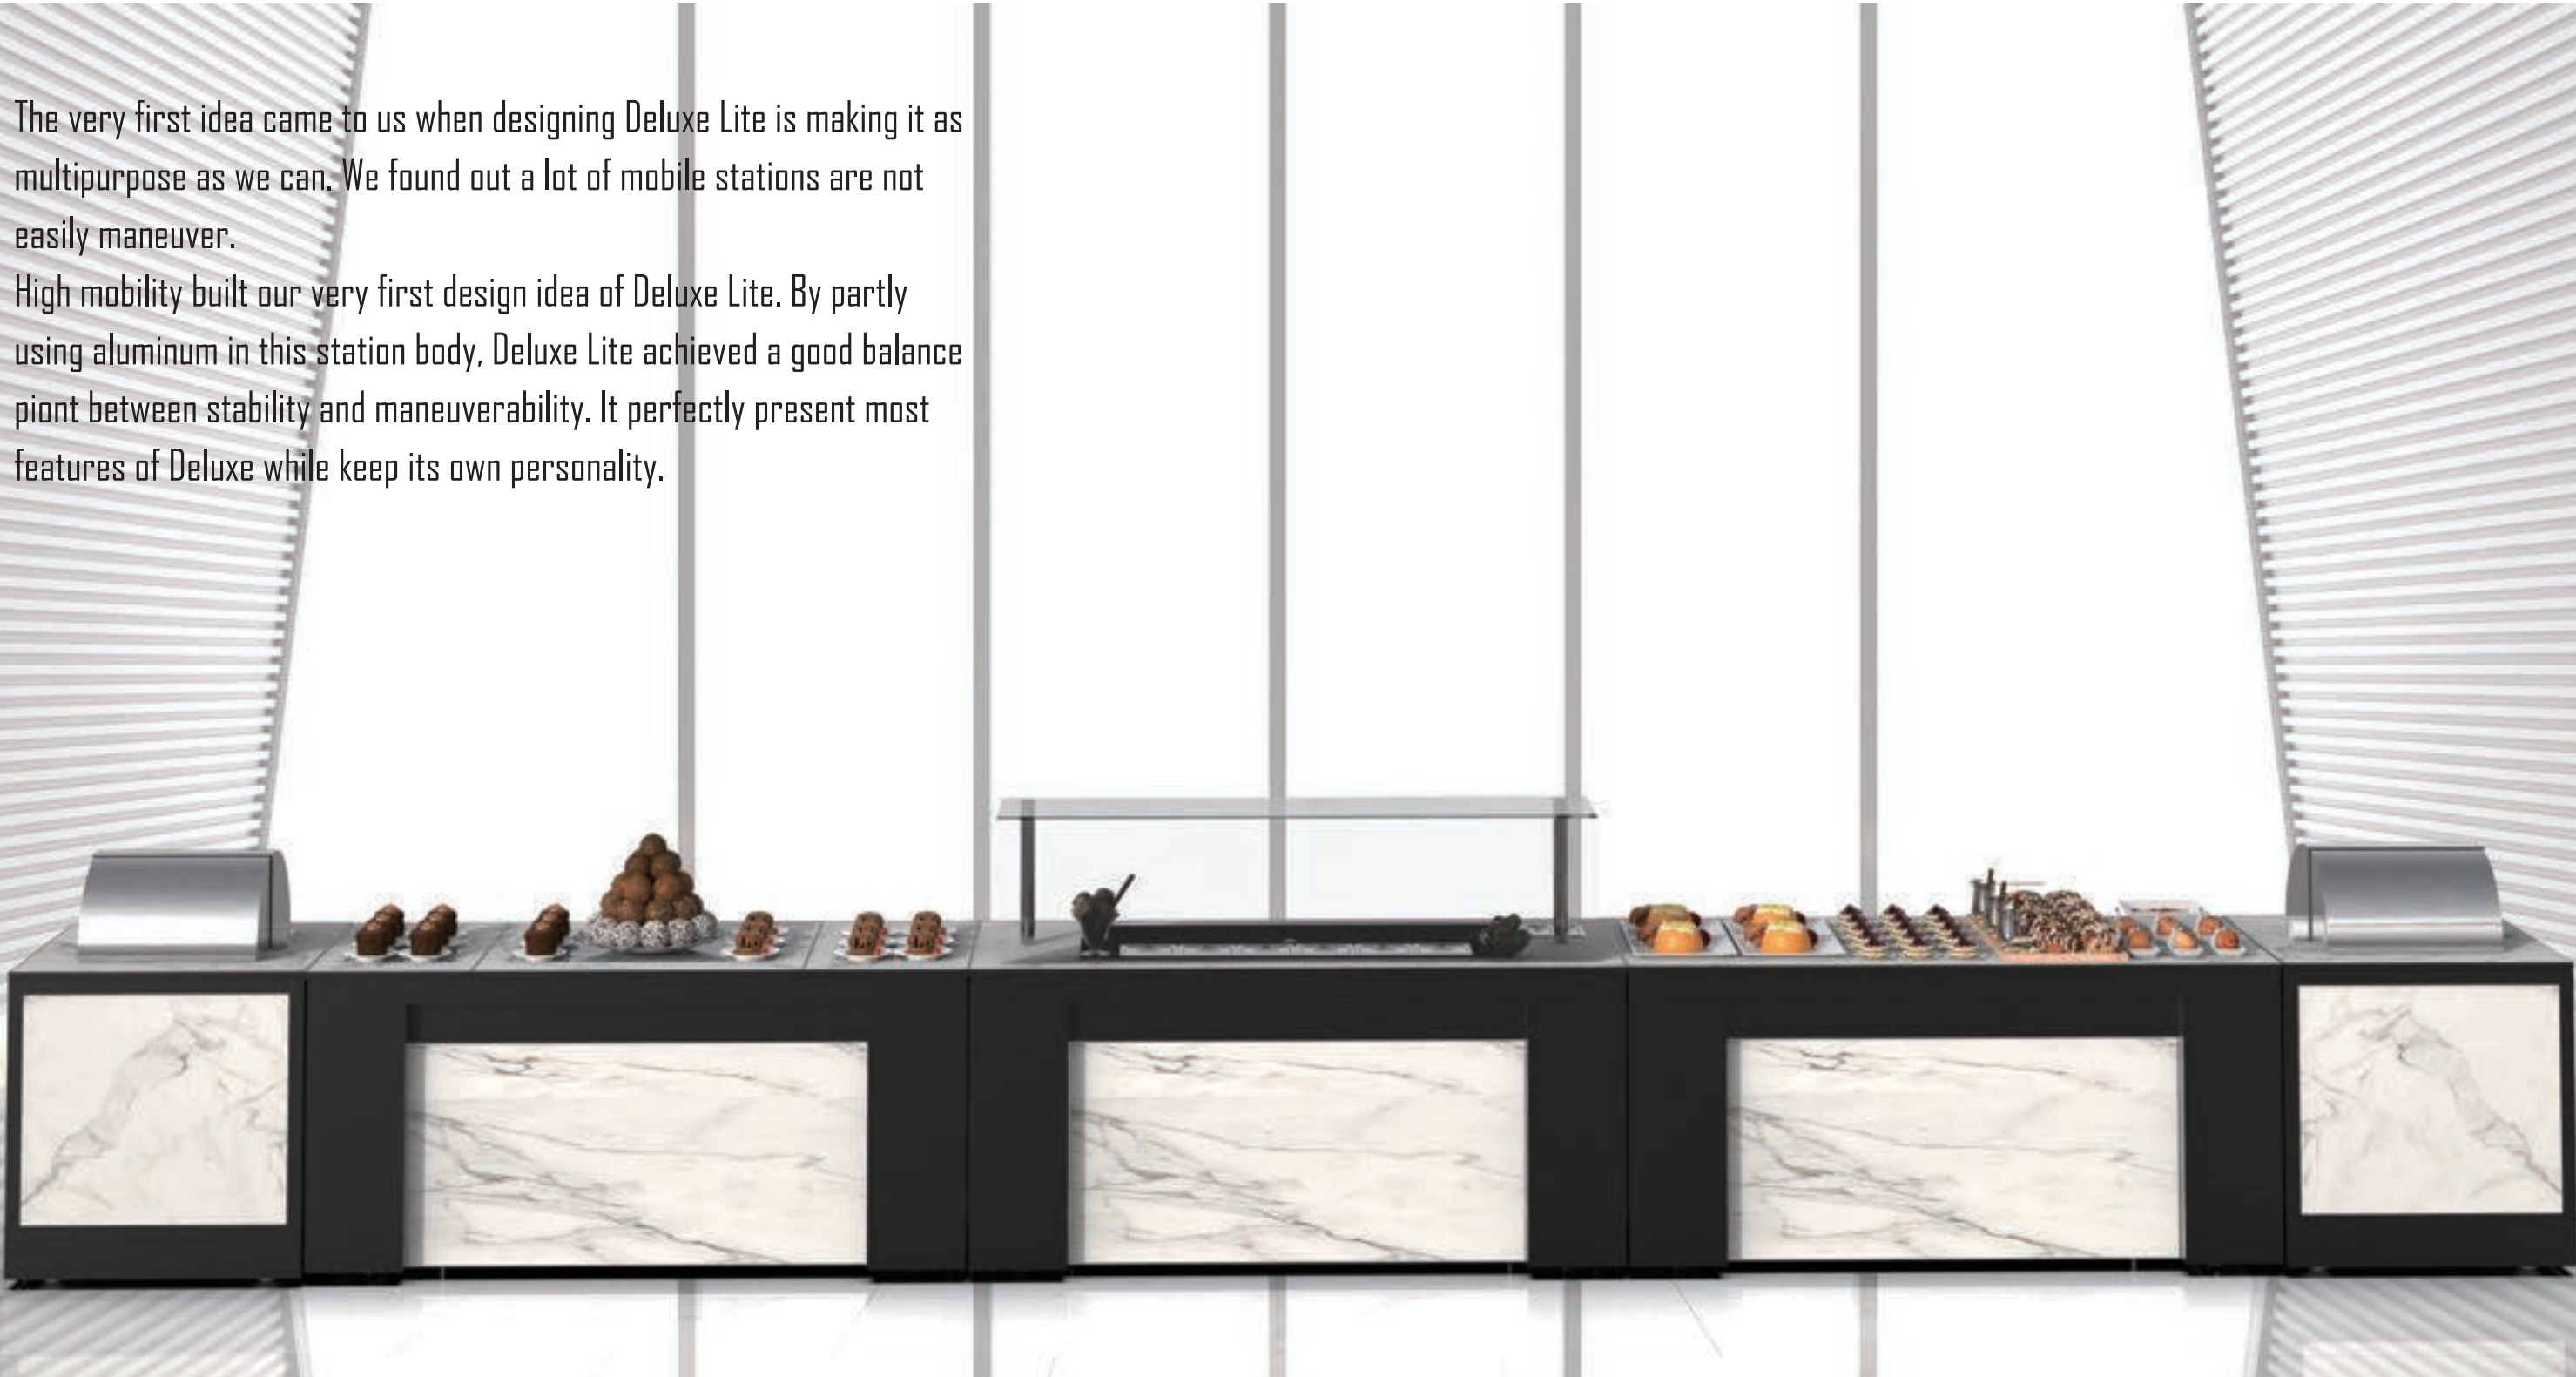 The very first idea came to us when designing Deluxe Lite is making it as
multipurpose as we can. We found out a lot of mobile stations are not
easily maneuver.
High mobility built our very first design idea of Deluxe Lite. By partly
using aluminum in this station body, Deluxe Lite achieved a good balance
piont between stability and maneuverability. It perfectly present most
features of Deluxe while keep its own personality.